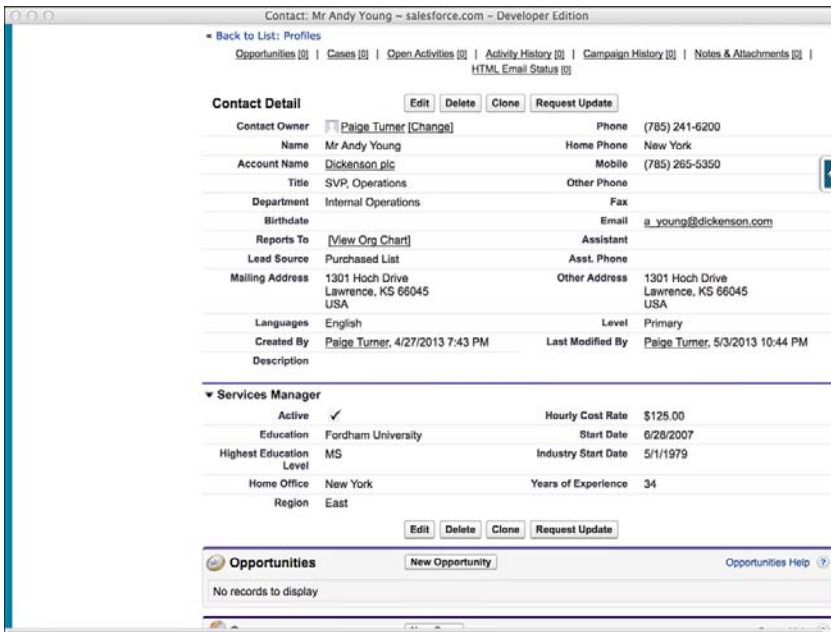 Contact: Mr Andy Young ~ salesforce.com – Developer Edition
« Back to List: Profiles
Opportunities [0] | Cases [0] | Open Activities [0] | Activity History [0] | Campaign History [0] | Notes & Attachments [0] |
HTML Email Status [0]
Contact Detail Edit Delete Clone Request Update
Contact Owner Paige Turner [Change] Phone (785) 241-6200
Name Mr Andy Young Home Phone New York
Account Name Dickenson plc Mobile (785) 265-5350
Title SVP, Operations Other Phone
Department Internal Operations Fax
Birthdate Email a_young@dickenson.com
Reports To [View Org Chart] Assistant
Lead Source Purchased List Asst. Phone
Mailing Address 1301 Hoch Drive Other Address 1301 Hoch Drive
Lawrence, KS 66045 Lawrence, KS 66045
USA USA
Languages English Level Primary
Created By Paige Turner, 4/27/2013 7:43 PM Last Modified By Paige Turner, 5/3/2013 10:44 PM
Description
Services Manager
Active ✓ Hourly Cost Rate $125.00
Education Fordham University Start Date 6/28/2007
Highest Education MS Industry Start Date 5/1/1979
Level
Home Office New York Years of Experience 34
Region East
Edit Delete Clone Request Update
Opportunities New Opportunity Opportunities Help ?
No records to display